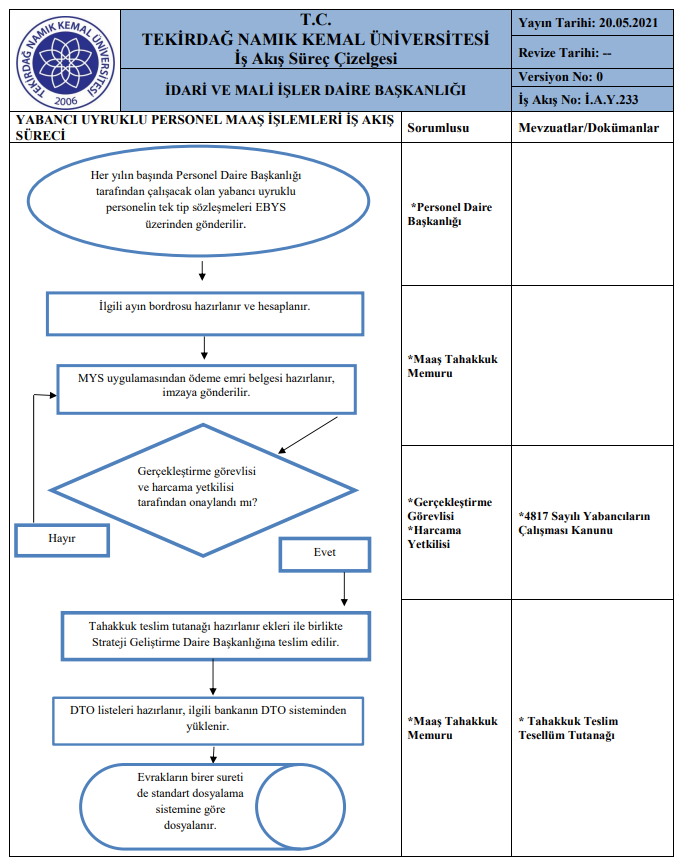 T.C.
TEKİRDAĞ NAMIK KEMAL ÜNİVERSİTESİ
İş Akış Süreç Çizelgesi
İDARİ VE MALİ İŞLER DAİRE BAŞKANLIĞI
Yayın Tarihi: 20.05.2021
Revize Tarihi: --
Versiyon No: 0
İş Akış No: İ.A.Y.233
TEKİRDAĞ NAMIK KEMAL ÜNİVERSİTESİ
2006
YABANCI UYRUKLU PERSONEL MAAŞ İŞLEMLERİ İŞ AKIŞ
SÜRECİ
Sorumlusu
Mevzuatlar/Dokümanlar
Her yılın başında Personel Daire Başkanlığı
tarafından çalışacak olan yabancı uyruklu
personelin tek tip sözleşmeleri EBYS
üzerinden gönderilir.
*Personel Daire
Başkanlığı
İlgili ayın bordrosu hazırlanır ve hesaplanır.
MYS uygulamasından ödeme emri belgesi hazırlanır,
imzaya gönderilir.
*Maaş Tahakkuk
Memuru
Gerçekleştirme görevlisi
ve harcama yetkilisi
tarafından onaylandı mı?
Hayır
Evet
*Gerçekleştirme
Görevlisi
*Harcama
Yetkilisi
*4817 Sayılı Yabancıların
Çalışması Kanunu
Tahakkuk teslim tutanağı hazırlanır ekleri ile birlikte
Strateji Geliştirme Daire Başkanlığına teslim edilir.
DTO listeleri hazırlanır, ilgili bankanın DTO sisteminden
yüklenir.
Evrakların birer sureti
de standart dosyalama
sistemine göre
dosyalanır.
*Maaş Tahakkuk
Memuru
* Tahakkuk Teslim
Tesellüm Tutanağı